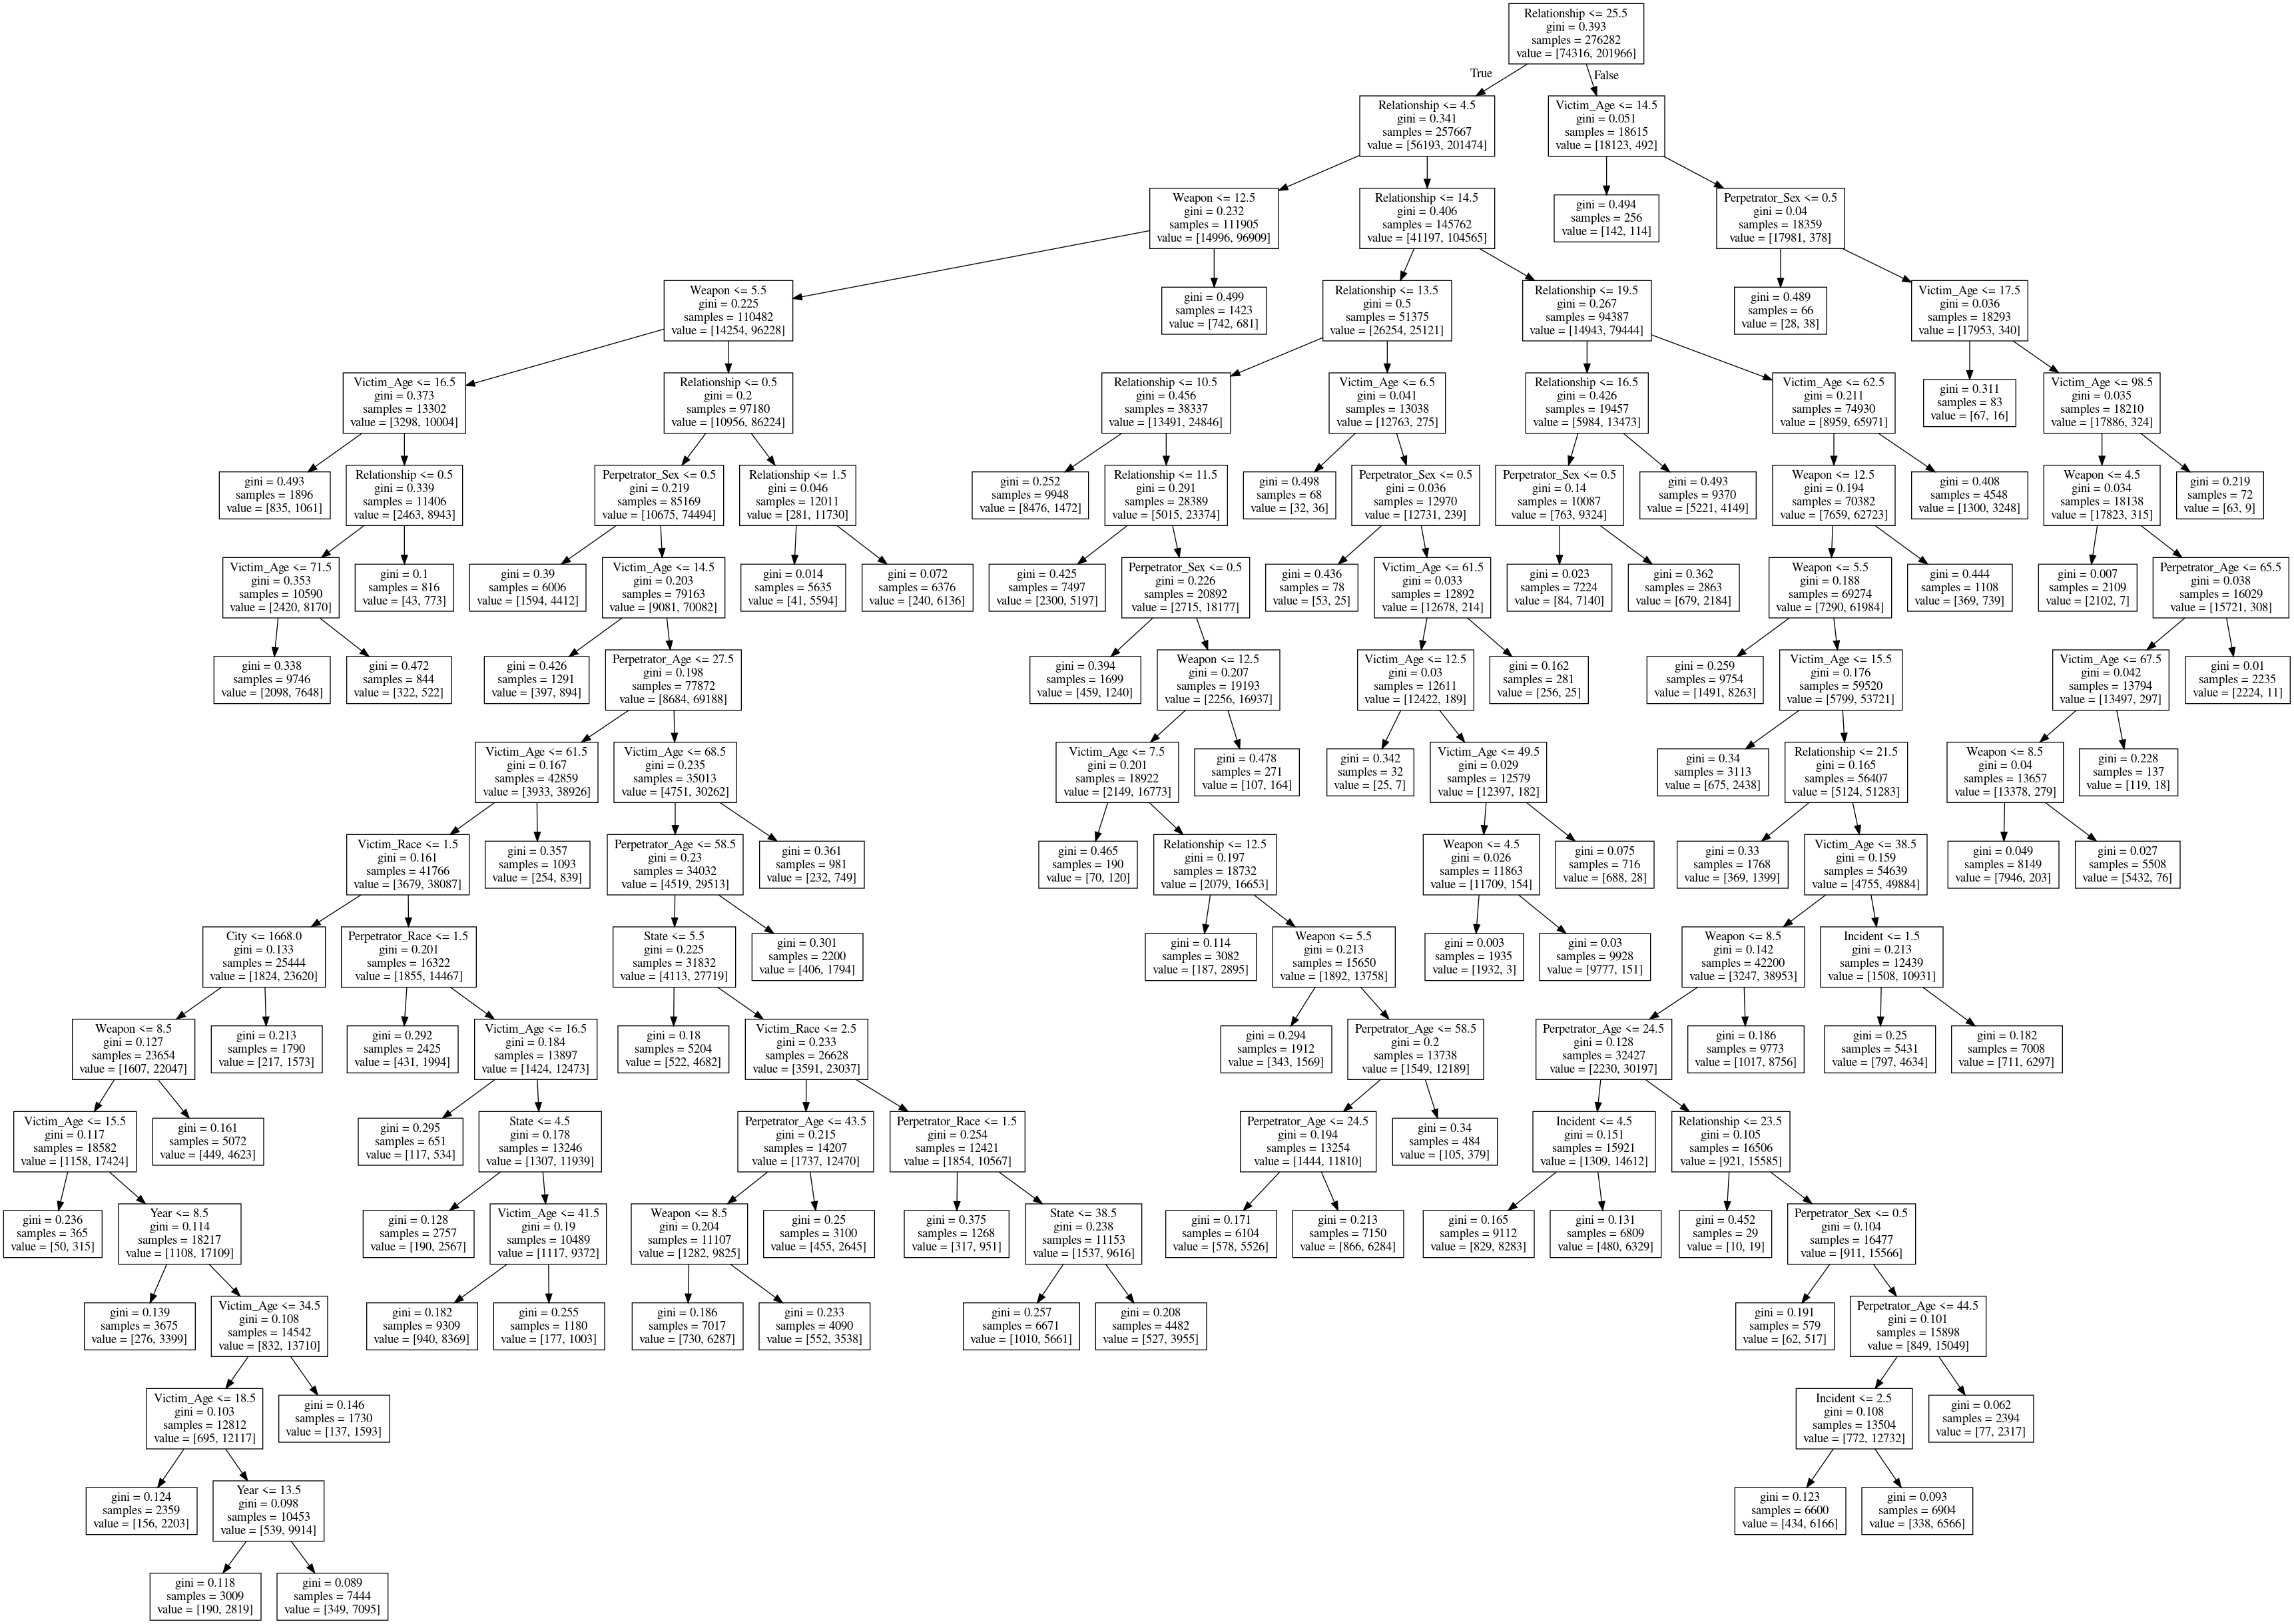 Relationship <= 25.5
gini = 0.393
samples = 276282
value = [74316, 201966]
True
False
Relationship <= 4.5
gini = 0.341
samples = 257667
value = [56193, 201474]
Victim_Age <= 14.5
gini = 0.051
samples = 18615
value = [18123, 492]
Weapon <= 12.5
gini = 0.232
samples = 111905
value = [14996, 96909]
Relationship <= 14.5
gini = 0.406
samples = 145762
value = [41197, 104565]
gini = 0.494
samples = 256
value = [142, 114]
Perpetrator_Sex <= 0.5
gini = 0.04
samples = 18359
value = [17981, 378]
Weapon <= 5.5
gini = 0.225
samples = 110482
value = [14254, 96228]
gini = 0.499
samples = 1423
value = [742, 681]
Relationship <= 13.5
gini = 0.5
samples = 51375
value = [26254, 25121]
Relationship <= 19.5
gini = 0.267
samples = 94387
value = [14943, 79444]
gini = 0.489
samples = 66
value = [28, 38]
Victim_Age <= 17.5
gini = 0.036
samples = 18293
value = [17953, 340]
Victim_Age <= 16.5
gini = 0.373
samples = 13302
value = [3298, 10004]
Relationship <= 0.5
gini = 0.2
samples = 97180
value = [10956, 86224]
Relationship <= 10.5
gini = 0.456
samples = 38337
value = [13491, 24846]
Victim_Age <= 6.5
gini = 0.041
samples = 13038
value = [12763, 275]
Relationship <= 16.5
gini = 0.426
samples = 19457
value = [5984, 13473]
Victim_Age <= 62.5
gini = 0.211
samples = 74930
value = [8959, 65971]
gini = 0.311
samples = 83
value = [67, 16]
Victim_Age <= 98.5
gini = 0.035
samples = 18210
value = [17886, 324]
gini = 0.493
samples = 1896
value = [835, 1061]
Relationship <= 0.5
gini = 0.339
samples = 11406
value = [2463, 8943]
Perpetrator_Sex <= 0.5
gini = 0.219
samples = 85169
value = [10675, 74494]
Relationship <= 1.5
gini = 0.046
samples = 12011
value = [281, 11730]
gini = 0.252
samples = 9948
value = [8476, 1472]
Relationship <= 11.5
gini = 0.291
samples = 28389
value = [5015, 23374]
gini = 0.498
samples = 68
value = [32, 36]
Perpetrator_Sex <= 0.5
gini = 0.036
samples = 12970
value = [12731, 239]
Perpetrator_Sex <= 0.5
gini = 0.14
samples = 10087
value = [763, 9324]
gini = 0.493
samples = 9370
value = [5221, 4149]
Weapon <= 12.5
gini = 0.194
samples = 70382
value = [7659, 62723]
gini = 0.408
samples = 4548
value = [1300, 3248]
Weapon <= 4.5
gini = 0.034
samples = 18138
value = [17823, 315]
gini = 0.219
samples = 72
value = [63, 9]
Victim_Age <= 71.5
gini = 0.353
samples = 10590
value = [2420, 8170]
gini = 0.1
samples = 816
value = [43, 773]
gini = 0.39
samples = 6006
value = [1594, 4412]
Victim_Age <= 14.5
gini = 0.203
samples = 79163
value = [9081, 70082]
gini = 0.014
samples = 5635
value = [41, 5594]
gini = 0.072
samples = 6376
value = [240, 6136]
gini = 0.425
samples = 7497
value = [2300, 5197]
Perpetrator_Sex <= 0.5
gini = 0.226
samples = 20892
value = [2715, 18177]
gini = 0.436
samples = 78
value = [53, 25]
Victim_Age <= 61.5
gini = 0.033
samples = 12892
value = [12678, 214]
gini = 0.023
samples = 7224
value = [84, 7140]
gini = 0.362
samples = 2863
value = [679, 2184]
Weapon <= 5.5
gini = 0.188
samples = 69274
value = [7290, 61984]
gini = 0.444
samples = 1108
value = [369, 739]
gini = 0.007
samples = 2109
value = [2102, 7]
Perpetrator_Age <= 65.5
gini = 0.038
samples = 16029
value = [15721, 308]
gini = 0.338
samples = 9746
value = [2098, 7648]
gini = 0.472
samples = 844
value = [322, 522]
gini = 0.426
samples = 1291
value = [397, 894]
Perpetrator_Age <= 27.5
gini = 0.198
samples = 77872
value = [8684, 69188]
gini = 0.394
samples = 1699
value = [459, 1240]
Weapon <= 12.5
gini = 0.207
samples = 19193
value = [2256, 16937]
Victim_Age <= 12.5
gini = 0.03
samples = 12611
value = [12422, 189]
gini = 0.162
samples = 281
value = [256, 25]
gini = 0.259
samples = 9754
value = [1491, 8263]
Victim_Age <= 15.5
gini = 0.176
samples = 59520
value = [5799, 53721]
Victim_Age <= 67.5
gini = 0.042
samples = 13794
value = [13497, 297]
gini = 0.01
samples = 2235
value = [2224, 11]
Victim_Age <= 61.5
gini = 0.167
samples = 42859
value = [3933, 38926]
Victim_Age <= 68.5
gini = 0.235
samples = 35013
value = [4751, 30262]
Victim_Age <= 7.5
gini = 0.201
samples = 18922
value = [2149, 16773]
gini = 0.478
samples = 271
value = [107, 164]
gini = 0.342
samples = 32
value = [25, 7]
Victim_Age <= 49.5
gini = 0.029
samples = 12579
value = [12397, 182]
gini = 0.34
samples = 3113
value = [675, 2438]
Relationship <= 21.5
gini = 0.165
samples = 56407
value = [5124, 51283]
Weapon <= 8.5
gini = 0.04
samples = 13657
value = [13378, 279]
gini = 0.228
samples = 137
value = [119, 18]
Victim_Race <= 1.5
gini = 0.161
samples = 41766
value = [3679, 38087]
gini = 0.357
samples = 1093
value = [254, 839]
Perpetrator_Age <= 58.5
gini = 0.23
samples = 34032
value = [4519, 29513]
gini = 0.361
samples = 981
value = [232, 749]
gini = 0.465
samples = 190
value = [70, 120]
Relationship <= 12.5
gini = 0.197
samples = 18732
value = [2079, 16653]
Weapon <= 4.5
gini = 0.026
samples = 11863
value = [11709, 154]
gini = 0.075
samples = 716
value = [688, 28]
gini = 0.33
samples = 1768
value = [369, 1399]
Victim_Age <= 38.5
gini = 0.159
samples = 54639
value = [4755, 49884]
gini = 0.049
samples = 8149
value = [7946, 203]
gini = 0.027
samples = 5508
value = [5432, 76]
City <= 1668.0
gini = 0.133
samples = 25444
value = [1824, 23620]
Perpetrator_Race <= 1.5
gini = 0.201
samples = 16322
value = [1855, 14467]
State <= 5.5
gini = 0.225
samples = 31832
value = [4113, 27719]
gini = 0.301
samples = 2200
value = [406, 1794]
gini = 0.114
samples = 3082
value = [187, 2895]
Weapon <= 5.5
gini = 0.213
samples = 15650
value = [1892, 13758]
gini = 0.003
samples = 1935
value = [1932, 3]
gini = 0.03
samples = 9928
value = [9777, 151]
Weapon <= 8.5
gini = 0.142
samples = 42200
value = [3247, 38953]
Incident <= 1.5
gini = 0.213
samples = 12439
value = [1508, 10931]
Weapon <= 8.5
gini = 0.127
samples = 23654
value = [1607, 22047]
gini = 0.213
samples = 1790
value = [217, 1573]
gini = 0.292
samples = 2425
value = [431, 1994]
Victim_Age <= 16.5
gini = 0.184
samples = 13897
value = [1424, 12473]
gini = 0.18
samples = 5204
value = [522, 4682]
Victim_Race <= 2.5
gini = 0.233
samples = 26628
value = [3591, 23037]
gini = 0.294
samples = 1912
value = [343, 1569]
Perpetrator_Age <= 58.5
gini = 0.2
samples = 13738
value = [1549, 12189]
Perpetrator_Age <= 24.5
gini = 0.128
samples = 32427
value = [2230, 30197]
gini = 0.186
samples = 9773
value = [1017, 8756]
gini = 0.25
samples = 5431
value = [797, 4634]
gini = 0.182
samples = 7008
value = [711, 6297]
Victim_Age <= 15.5
gini = 0.117
samples = 18582
value = [1158, 17424]
gini = 0.161
samples = 5072
value = [449, 4623]
gini = 0.295
samples = 651
value = [117, 534]
State <= 4.5
gini = 0.178
samples = 13246
value = [1307, 11939]
Perpetrator_Age <= 43.5
gini = 0.215
samples = 14207
value = [1737, 12470]
Perpetrator_Race <= 1.5
gini = 0.254
samples = 12421
value = [1854, 10567]
Perpetrator_Age <= 24.5
gini = 0.194
samples = 13254
value = [1444, 11810]
gini = 0.34
samples = 484
value = [105, 379]
Incident <= 4.5
gini = 0.151
samples = 15921
value = [1309, 14612]
Relationship <= 23.5
gini = 0.105
samples = 16506
value = [921, 15585]
gini = 0.236
samples = 365
value = [50, 315]
Year <= 8.5
gini = 0.114
samples = 18217
value = [1108, 17109]
gini = 0.128
samples = 2757
value = [190, 2567]
Victim_Age <= 41.5
gini = 0.19
samples = 10489
value = [1117, 9372]
Weapon <= 8.5
gini = 0.204
samples = 11107
value = [1282, 9825]
gini = 0.25
samples = 3100
value = [455, 2645]
gini = 0.375
samples = 1268
value = [317, 951]
State <= 38.5
gini = 0.238
samples = 11153
value = [1537, 9616]
gini = 0.171
samples = 6104
value = [578, 5526]
gini = 0.213
samples = 7150
value = [866, 6284]
gini = 0.165
samples = 9112
value = [829, 8283]
gini = 0.131
samples = 6809
value = [480, 6329]
gini = 0.452
samples = 29
value = [10, 19]
Perpetrator_Sex <= 0.5
gini = 0.104
samples = 16477
value = [911, 15566]
gini = 0.139
samples = 3675
value = [276, 3399]
Victim_Age <= 34.5
gini = 0.108
samples = 14542
value = [832, 13710]
gini = 0.182
samples = 9309
value = [940, 8369]
gini = 0.255
samples = 1180
value = [177, 1003]
gini = 0.186
samples = 7017
value = [730, 6287]
gini = 0.233
samples = 4090
value = [552, 3538]
gini = 0.257
samples = 6671
value = [1010, 5661]
gini = 0.208
samples = 4482
value = [527, 3955]
gini = 0.191
samples = 579
value = [62, 517]
Perpetrator_Age <= 44.5
gini = 0.101
samples = 15898
value = [849, 15049]
Victim_Age <= 18.5
gini = 0.103
samples = 12812
value = [695, 12117]
gini = 0.146
samples = 1730
value = [137, 1593]
Incident <= 2.5
gini = 0.108
samples = 13504
value = [772, 12732]
gini = 0.062
samples = 2394
value = [77, 2317]
gini = 0.124
samples = 2359
value = [156, 2203]
Year <= 13.5
gini = 0.098
samples = 10453
value = [539, 9914]
gini = 0.123
samples = 6600
value = [434, 6166]
gini = 0.093
samples = 6904
value = [338, 6566]
gini = 0.118
samples = 3009
value = [190, 2819]
gini = 0.089
samples = 7444
value = [349, 7095]